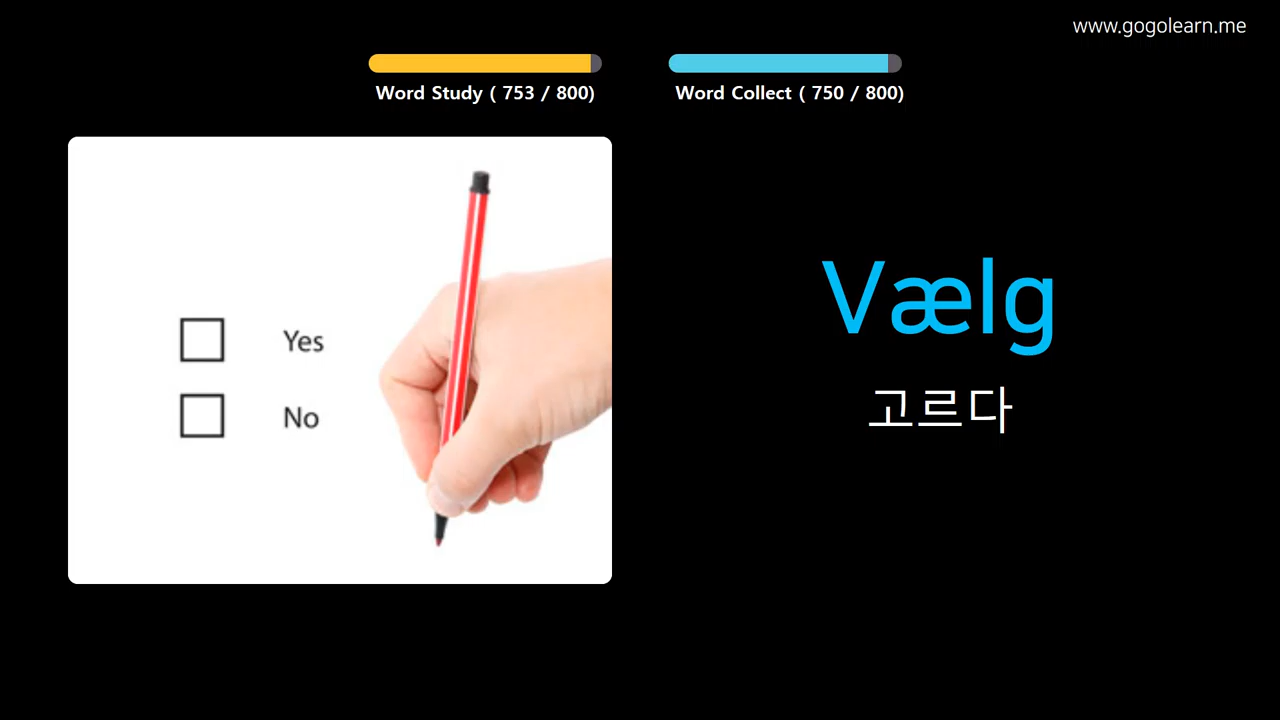 www.gogolearn.me
Word Study ( 753 / 800)
Word Collect ( 750 / 800)
Yes
No
Vælg
고르다